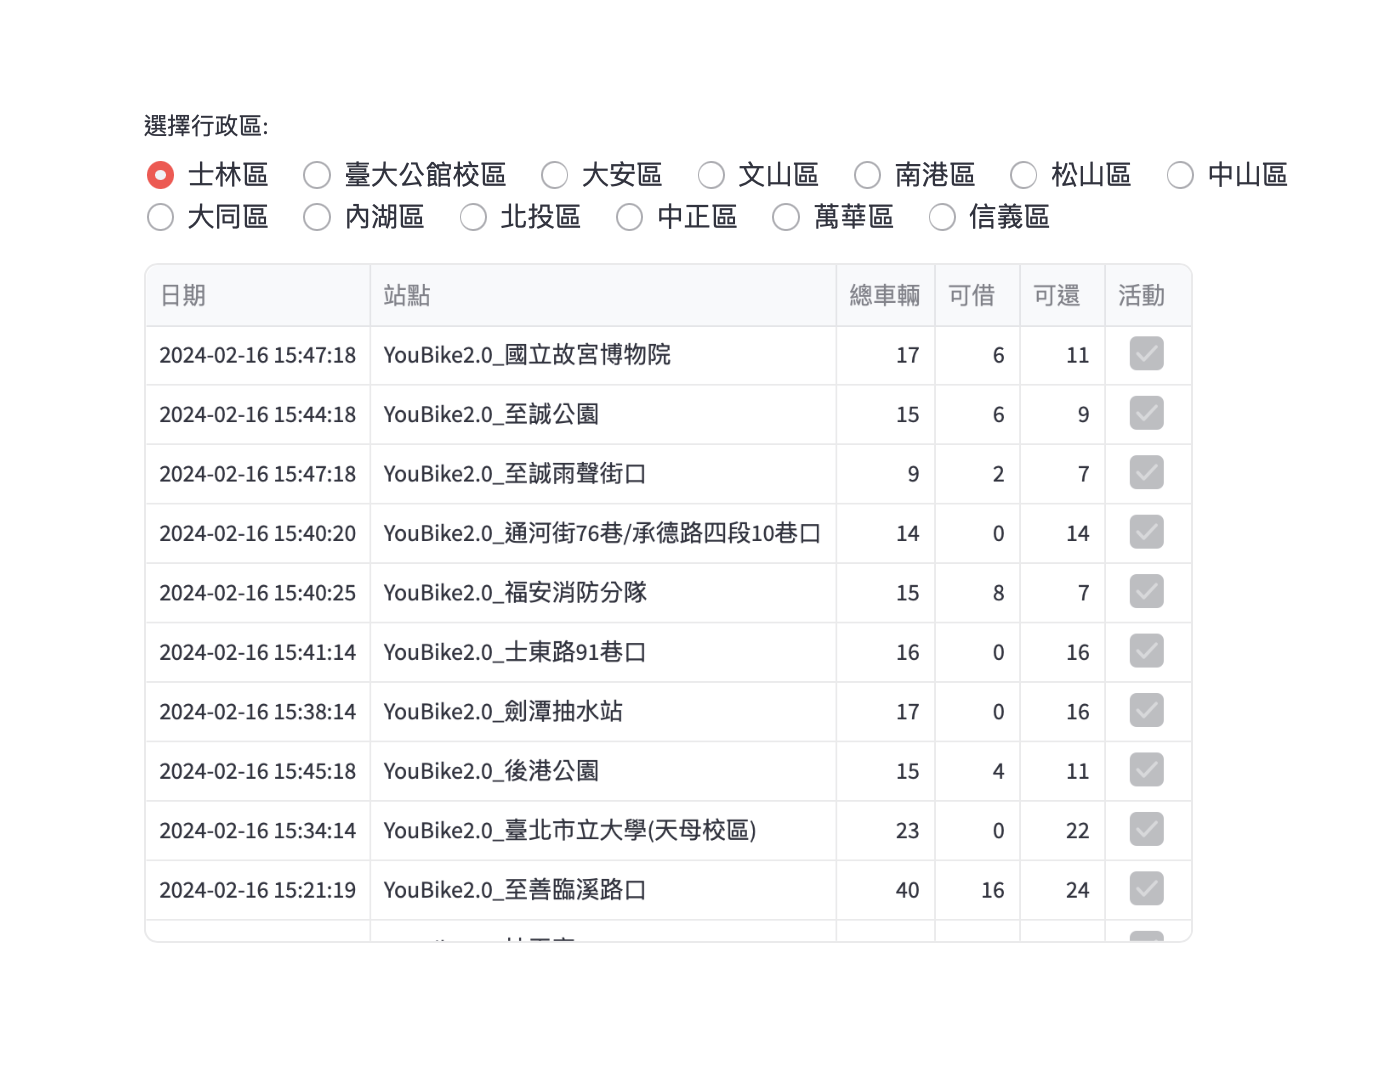 選擇行政區:
士林區 臺大公館校區 大安區 文山區 南港區 松山區 中山區
大同區 內湖區 北投區 中正區 萬華區 信義區
日期 站點 總車輛 可借 可還 活動
2024-02-16 15:47:18 YouBike2.0_國立故宮博物院 17 6 11
2024-02-16 15:44:18 YouBike2.0_至誠公園 15 6 9
2024-02-16 15:47:18 YouBike2.0_至誠雨聲街口 9 2 7
2024-02-16 15:40:20 YouBike2.0_通河街76巷/承德路四段10巷口 14 0 14
2024-02-16 15:40:25 YouBike2.0_福安消防分隊 15 8 7
2024-02-16 15:41:14 YouBike2.0_士東路91巷口 16 0 16
2024-02-16 15:38:14 YouBike2.0_劍潭抽水站 17 0 16
2024-02-16 15:45:18 YouBike2.0_後港公園 15 4 11
2024-02-16 15:34:14 YouBike2.0_臺北市立大學(天母校區) 23 0 22
2024-02-16 15:21:19 YouBike2.0_至善臨溪路口 40 16 24